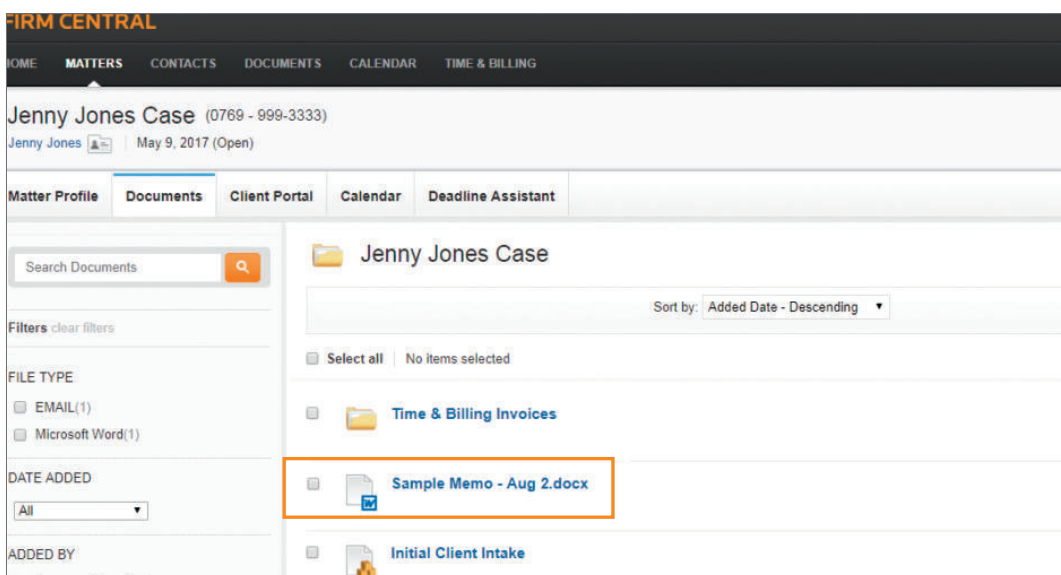 FIRM CENTRAL
HOME MATTERS CONTACTS DOCUMENTS CALENDAR TIME & BILLING
Jenny Jones Case (0769 - 999-3333)
Jenny Jones May 9, 2017 (Open)
Matter Profile Documents Client Portal Calendar Deadline Assistant
Search Documents
Filters clear filters
FILE TYPE
EMAIL(1)
Microsoft Word(1)
DATE ADDED
All
ADDED BY
Jenny Jones Case
Sort by: Added Date - Descending
Select all No items selected
Time & Billing Invoices
Sample Memo - Aug 2.docx
Initial Client Intake